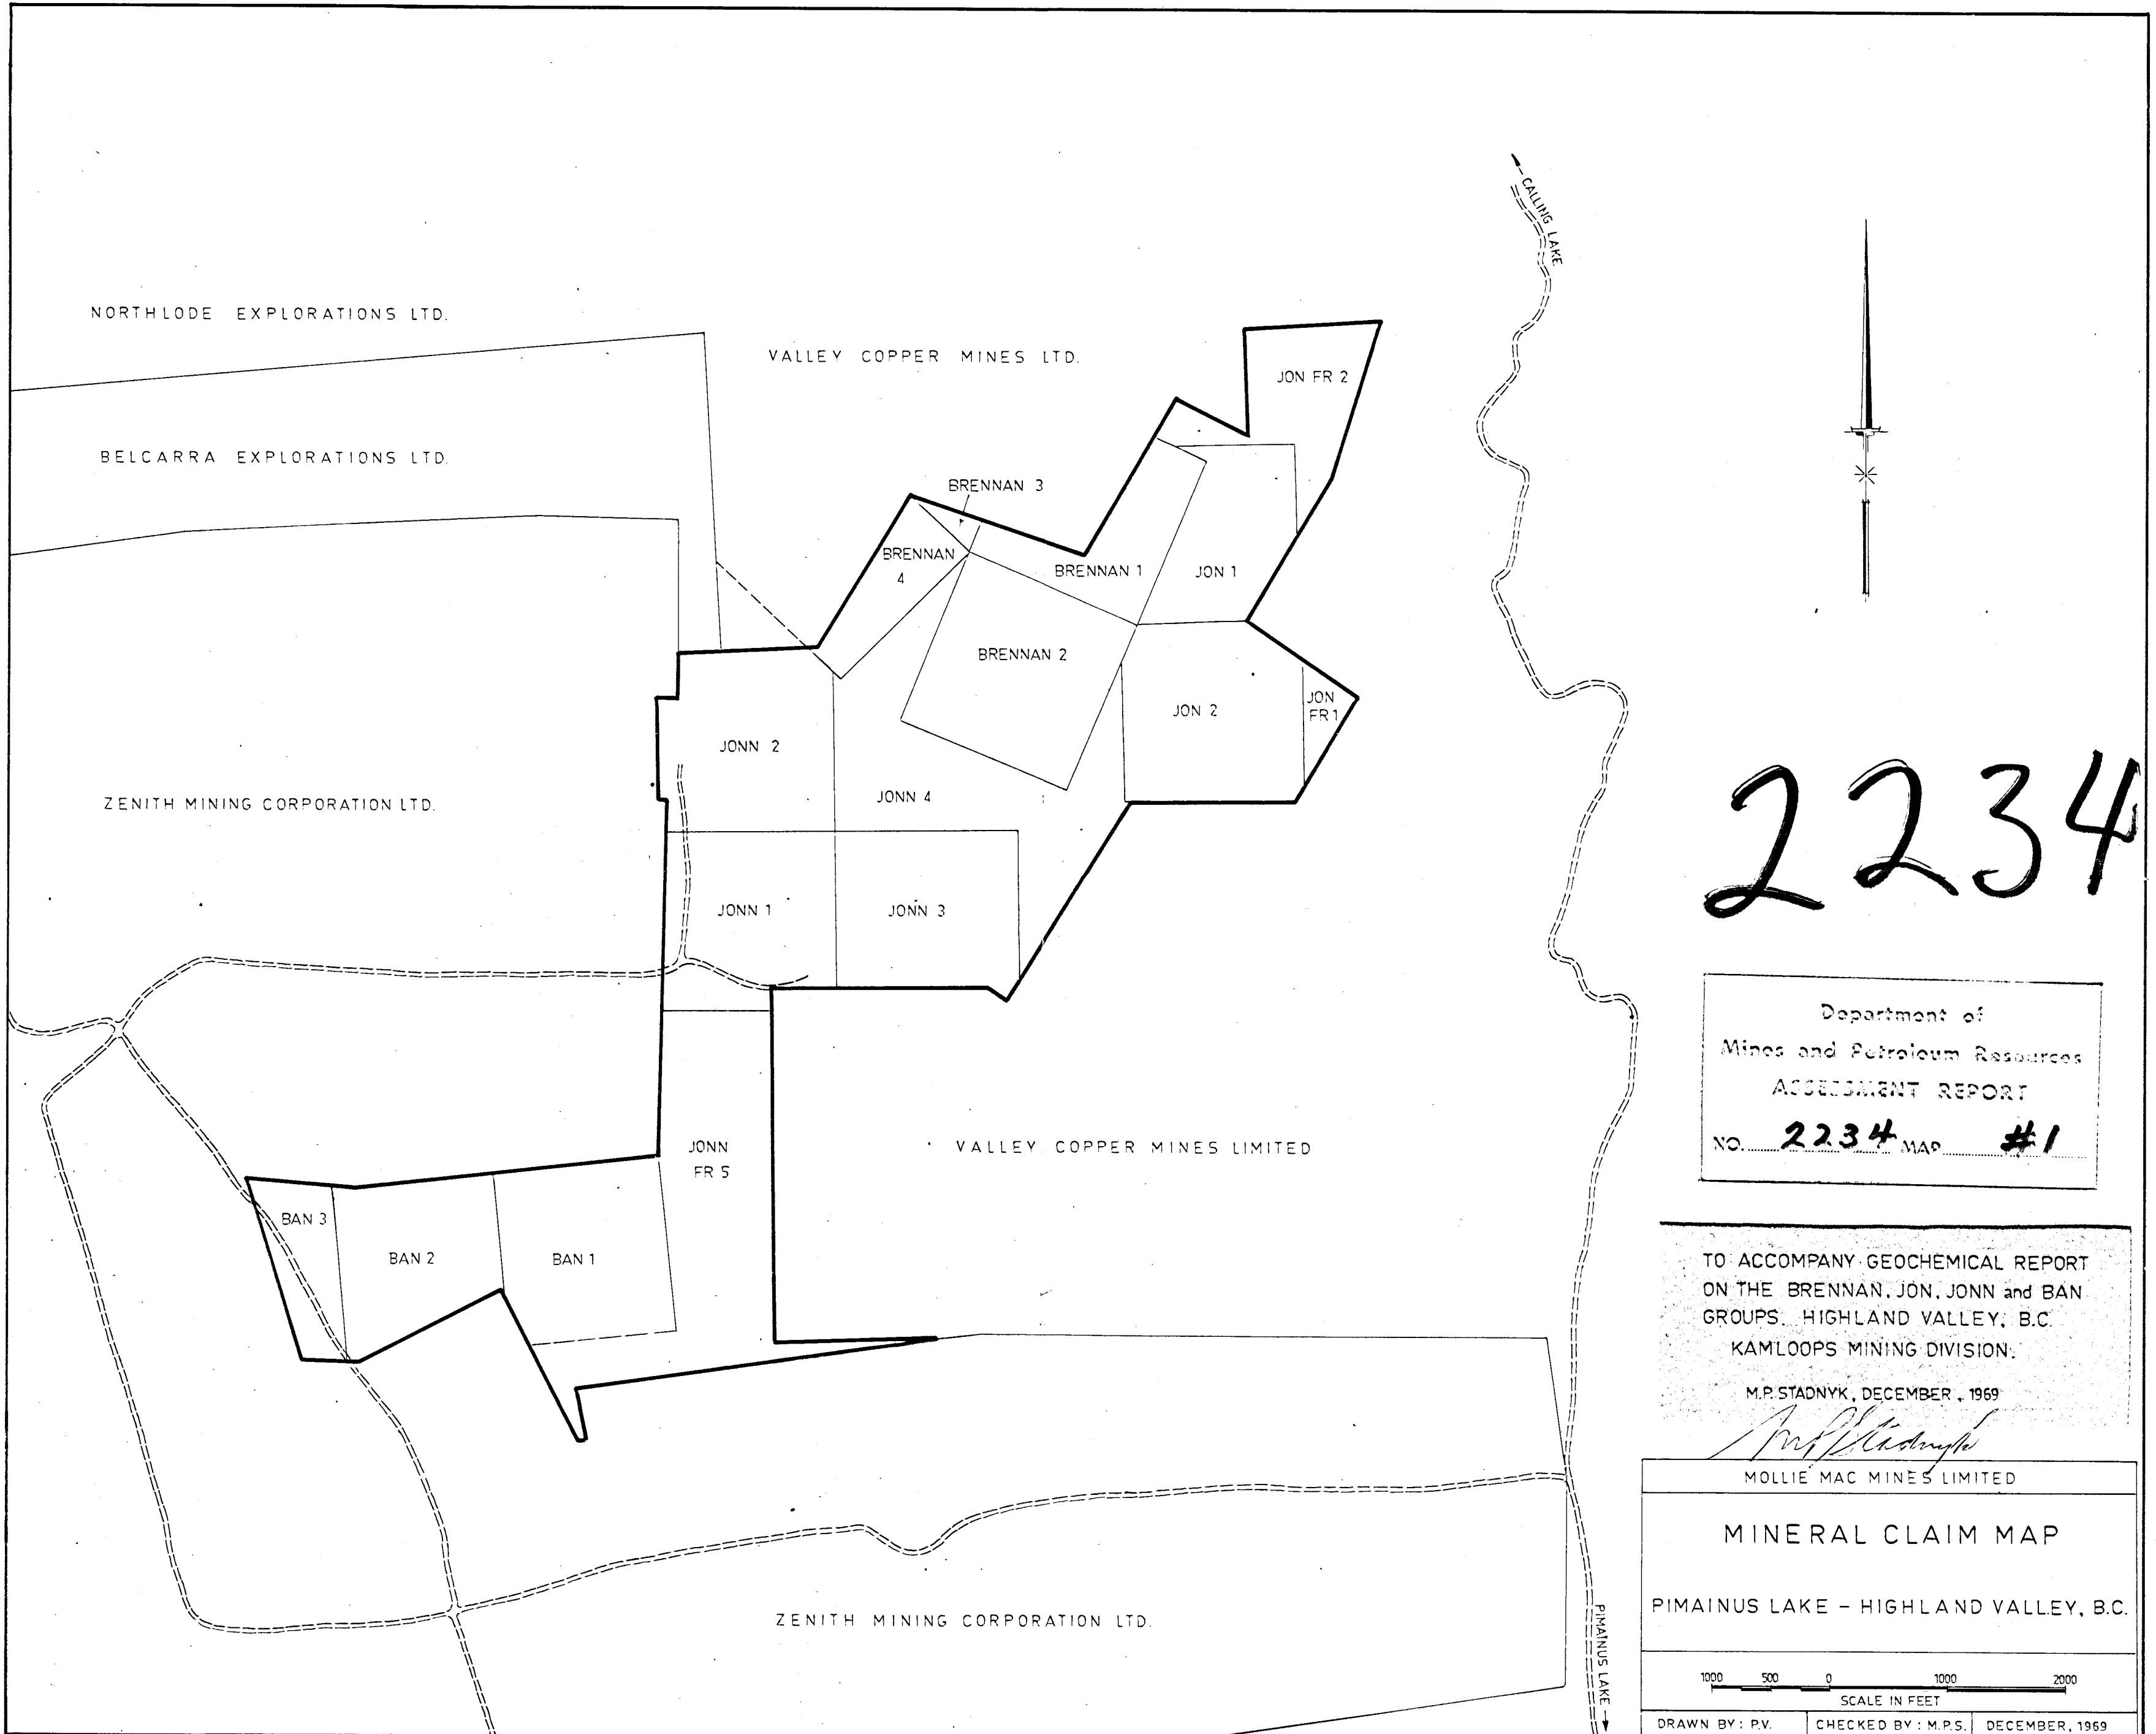 CALLING LAKE
NORTHLODE EXPLORATIONS LTD.
VALLEY COPPER MINES LTD.
JON FR 2
BELCARRA EXPLORATIONS LTD.
BRENNAN 3
BRENNAN
4
BRENNAN 1
JON 1
BRENNAN 2
JON 2
JON
FR 1
JONN 2
JONN 4
ZENITH MINING CORPORATION LTD.
2234
JONN 1
JONN 3
Department of
Mines and Petroleum Resources
ASSESSMENT REPORT
NO. 2234 MAP #1
JONN
FR 5
VALLEY COPPER MINES LIMITED
BAN 3
BAN 2
BAN 1
TO ACCOMPANY GEOCHEMICAL REPORT
ON THE BRENNAN, JON, JONN and BAN
GROUPS. HIGHLAND VALLEY, B.C.
KAMLOOPS MINING DIVISION.
M.P. STADNYK, DECEMBER, 1969
M P Stadnyk
MOLLIE MAC MINES LIMITED
MINERAL CLAIM MAP
PIMAINUS LAKE - HIGHLAND VALLEY, B.C.
ZENITH MINING CORPORATION LTD.
PIMAINUS LAKE
1000 500 0 1000 2000
SCALE IN FEET
DRAWN BY: P.V. CHECKED BY: M.P.S. DECEMBER, 1969